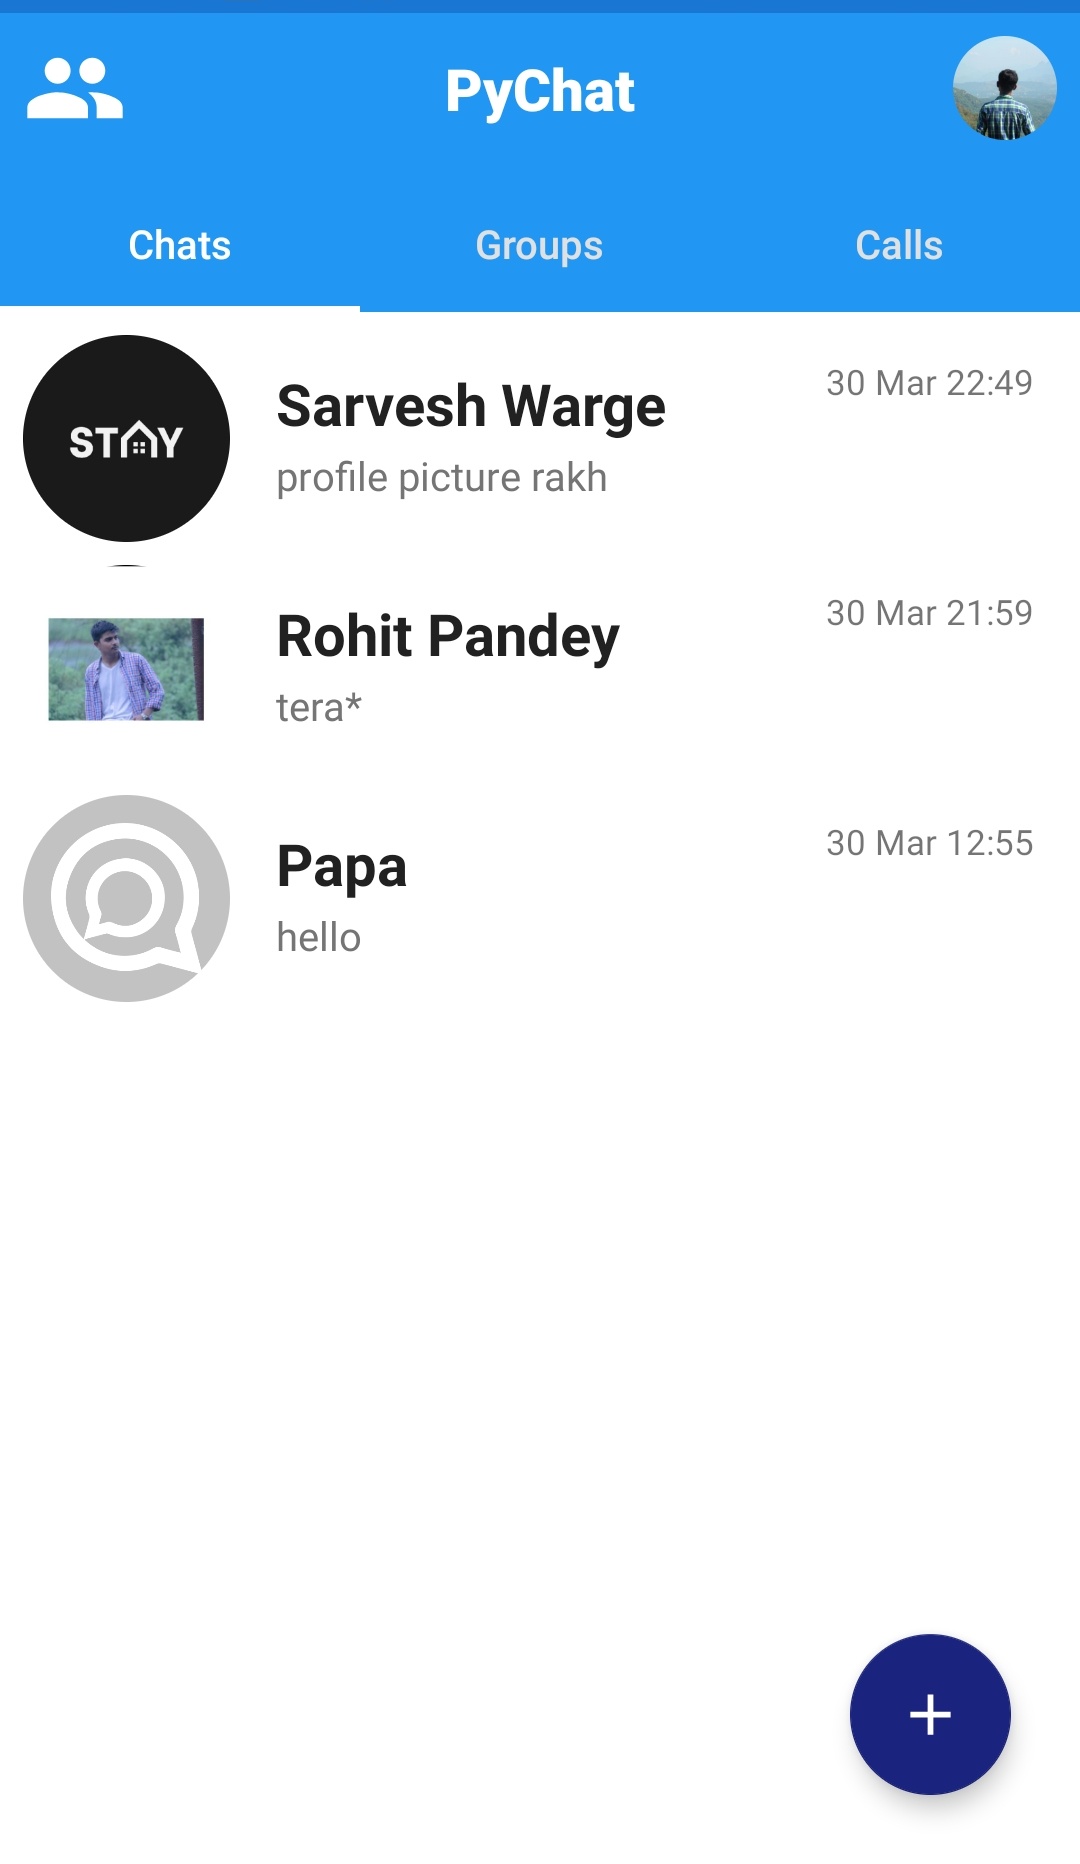 PyChat
Chats Groups Calls
STAY
Sarvesh Warge 30 Mar 22:49
profile picture rakh
Rohit Pandey 30 Mar 21:59
tera*
Papa 30 Mar 12:55
hello